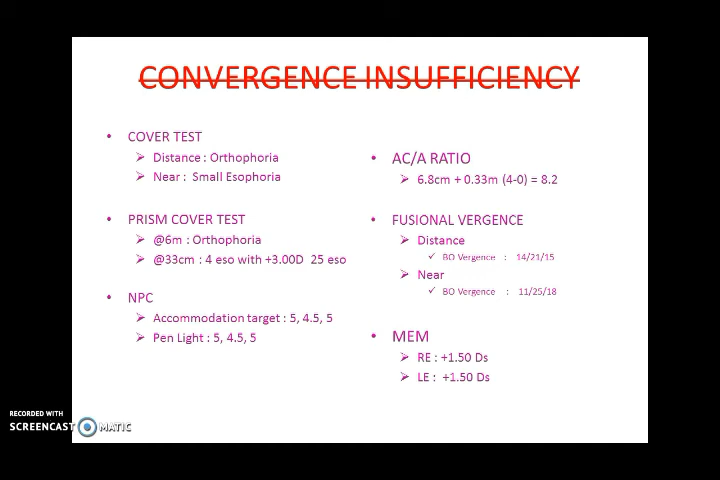 CONVERGENCE INSUFFICIENCY
• COVER TEST
➢ Distance : Orthophoria
➢ Near : Small Esophoria
• PRISM COVER TEST
➢ @6m : Orthophoria
➢ @33cm : 4 eso with +3.00D 25 eso
• NPC
➢ Accommodation target : 5, 4.5, 5
➢ Pen Light : 5, 4.5, 5
• AC/A RATIO
➢ 6.8cm + 0.33m (4-0) = 8.2
• FUSIONAL VERGENCE
➢ Distance
✓ BO Vergence : 14/21/15
➢ Near
✓ BO Vergence : 11/25/18
• MEM
➢ RE : +1.50 Ds
➢ LE : +1.50 Ds
RECORDED WITH
SCREENCAST MATIC